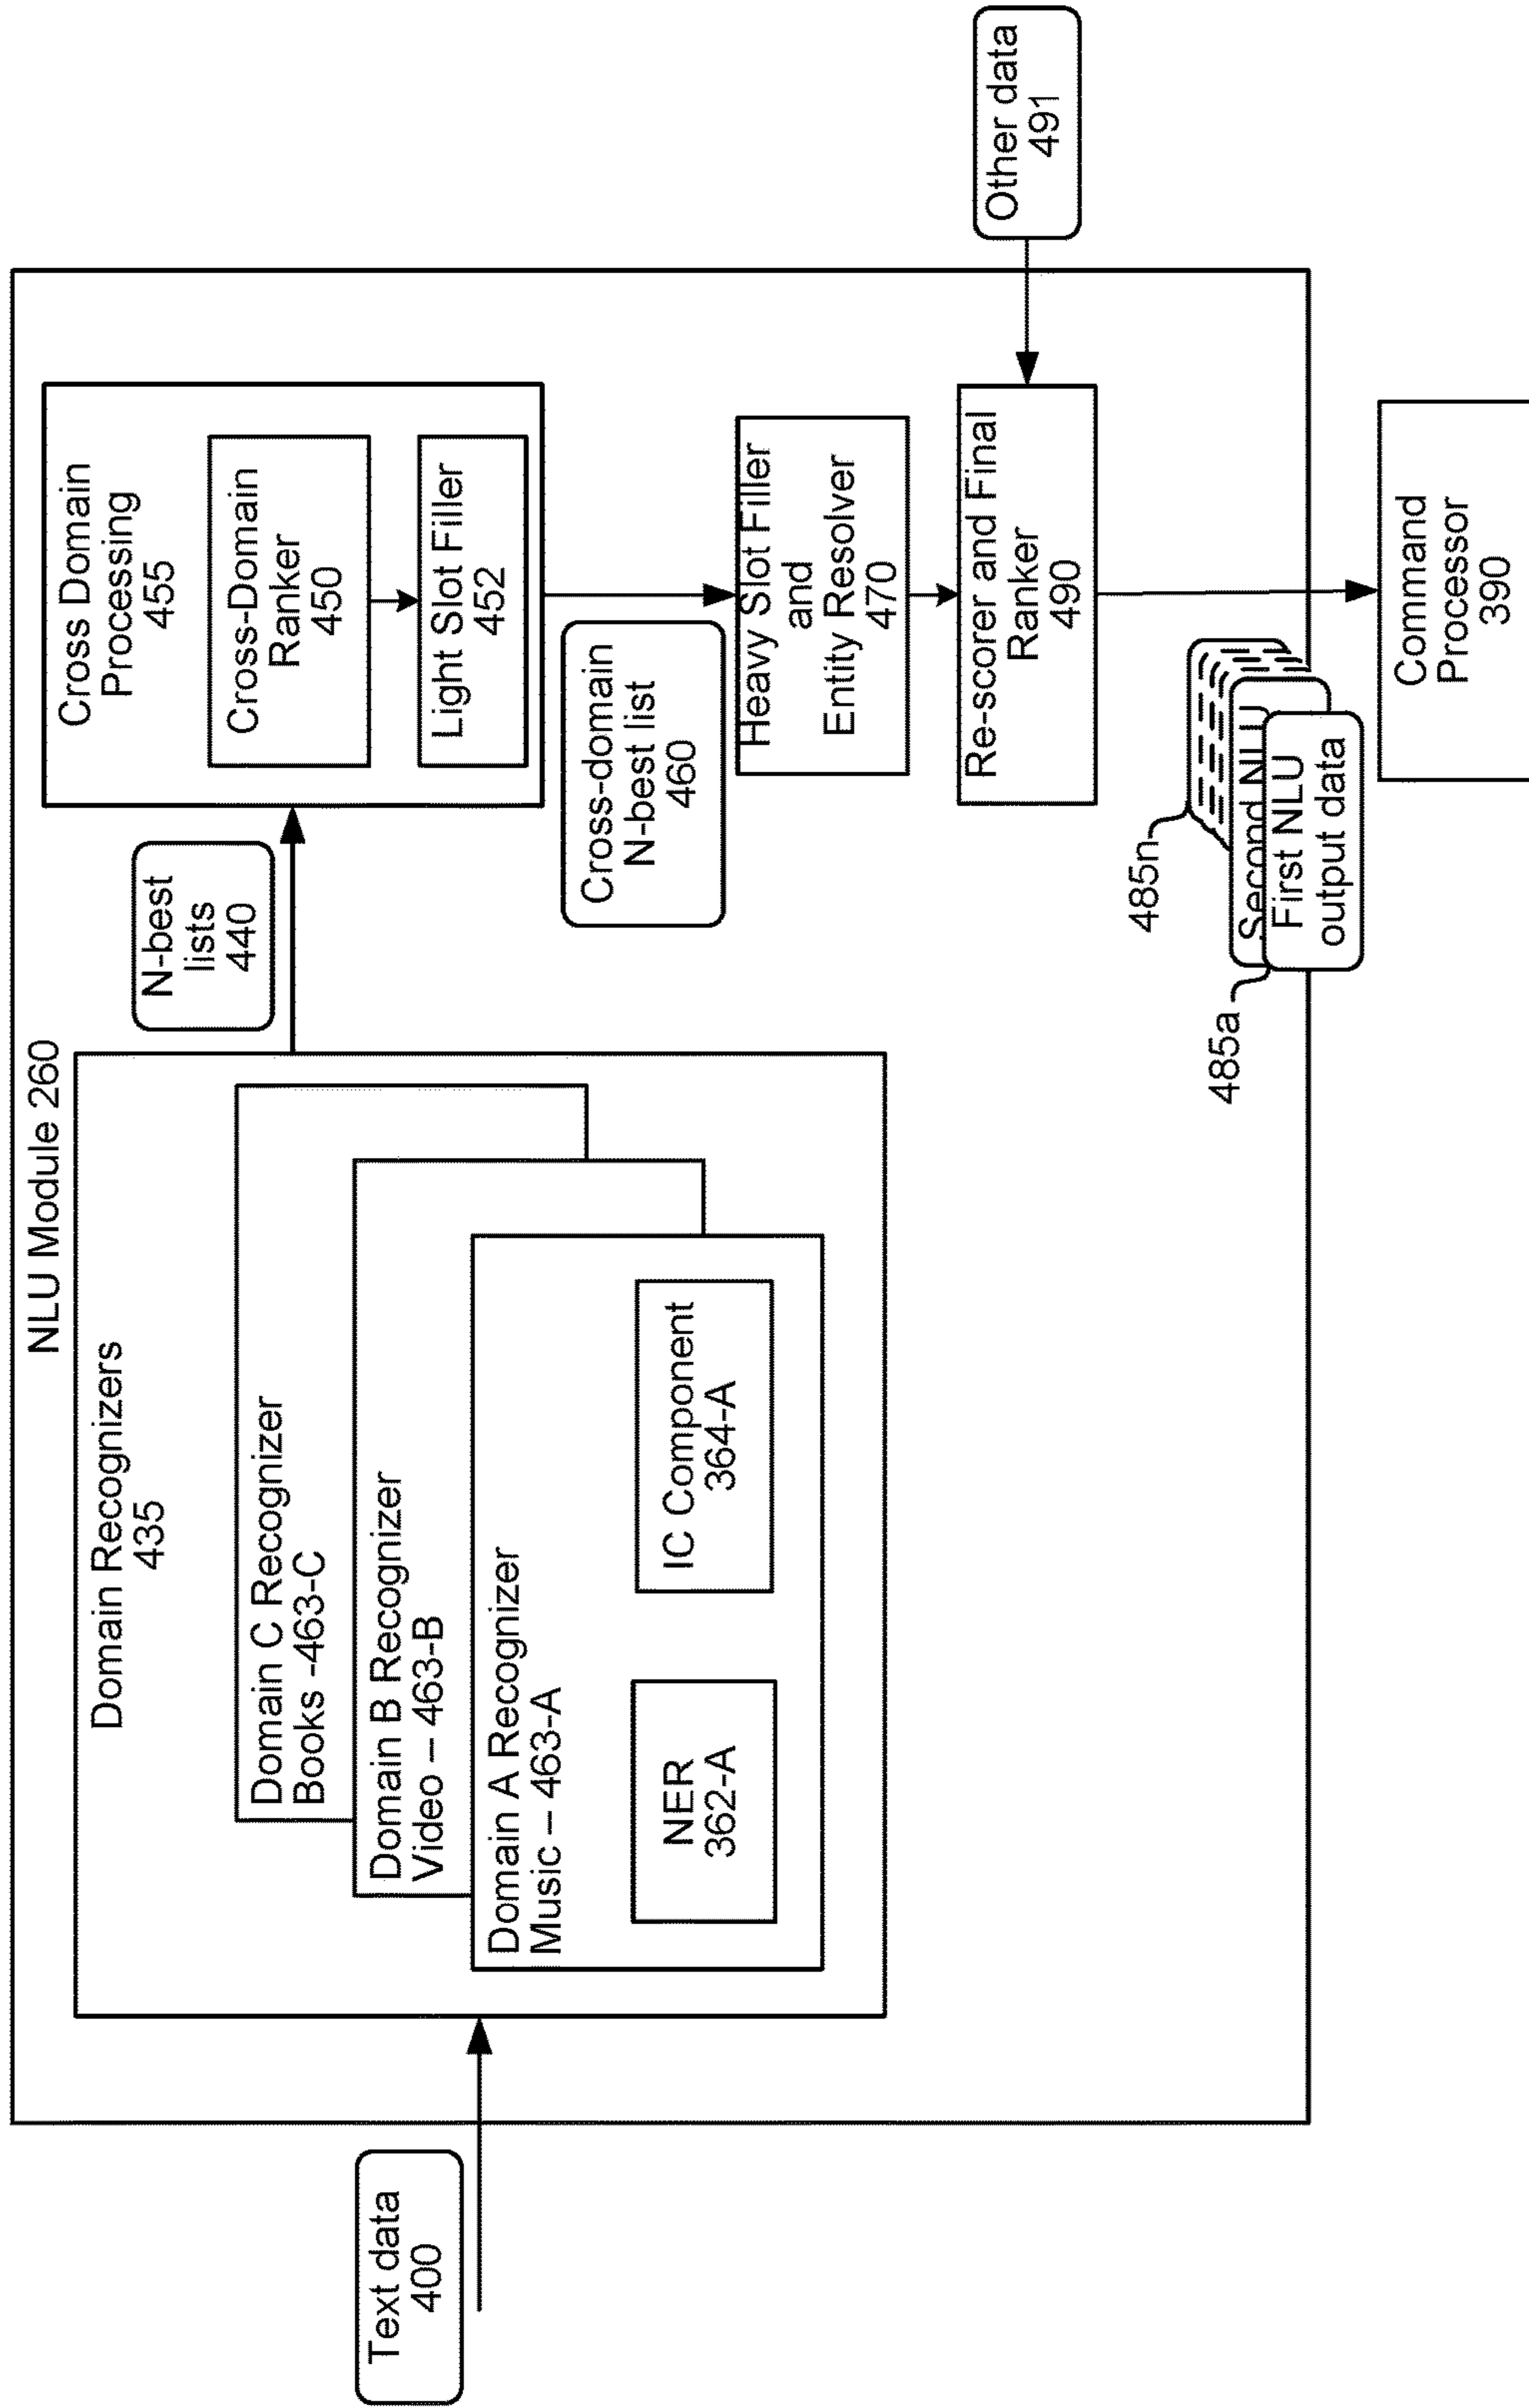 NLU Module 260
Text data
400
Domain Recognizers
435
Domain C Recognizer
Books -463-C
Domain B Recognizer
Video – 463-B
Domain A Recognizer
Music – 463-A
NER
362-A
IC Component
364-A
N-best
lists
440
Cross Domain
Processing
455
Cross-Domain
Ranker
450
Light Slot Filler
452
Cross-domain
N-best list
460
Heavy Slot Filler
and
Entity Resolver
470
Re-scorer and Final
Ranker
490
Other data
491
485n
485a
Second NLU
First NLU
output data
Command
Processor
390